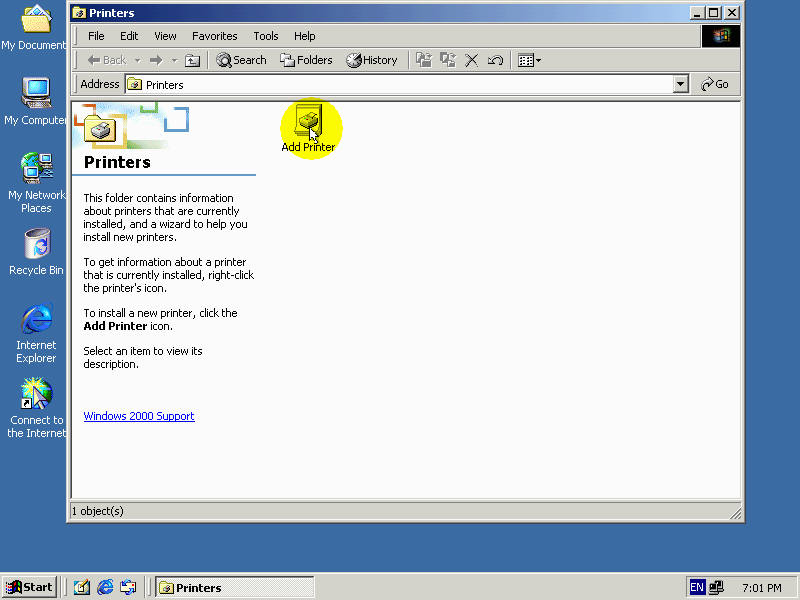 Printers
File Edit View Favorites Tools Help
Back Search Folders History
Address Printers Go
My Document
My Computer
My Network
Places
Recycle Bin
Internet
Explorer
Connect to
the Internet
Printers
This folder contains information
about printers that are currently
installed, and a wizard to help you
install new printers.
To get information about a printer
that is currently installed, right-click
the printer's icon.
To install a new printer, click the
Add Printer icon.
Select an item to view its
description.
Windows 2000 Support
Add Printer
1 object(s)
Start Printers EN 7:01 PM